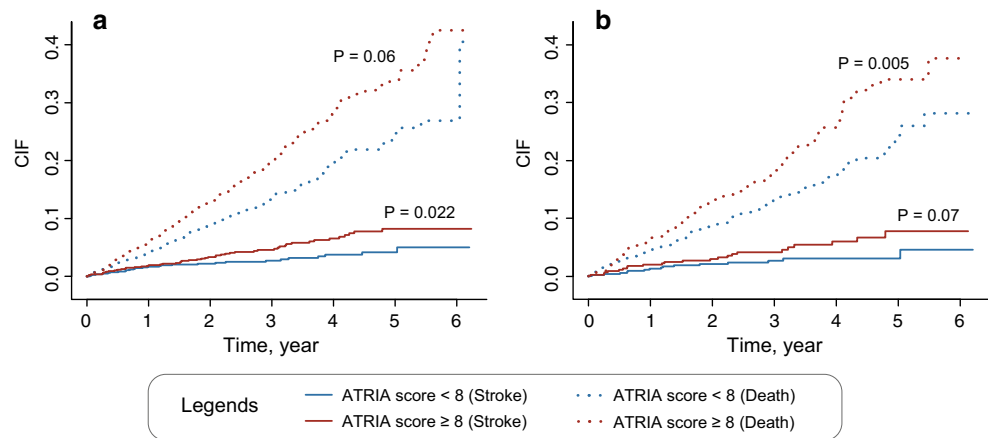 a
b
CIF
0.4
0.3
0.2
0.1
0.0
P = 0.06
P = 0.022
0 1 2 3 4 5 6
Time, year
CIF
0.4
0.3
0.2
0.1
0.0
P = 0.005
P = 0.07
0 1 2 3 4 5 6
Time, year
Legends
ATRIA score < 8 (Stroke)
ATRIA score < 8 (Death)
ATRIA score ≥ 8 (Stroke)
ATRIA score ≥ 8 (Death)